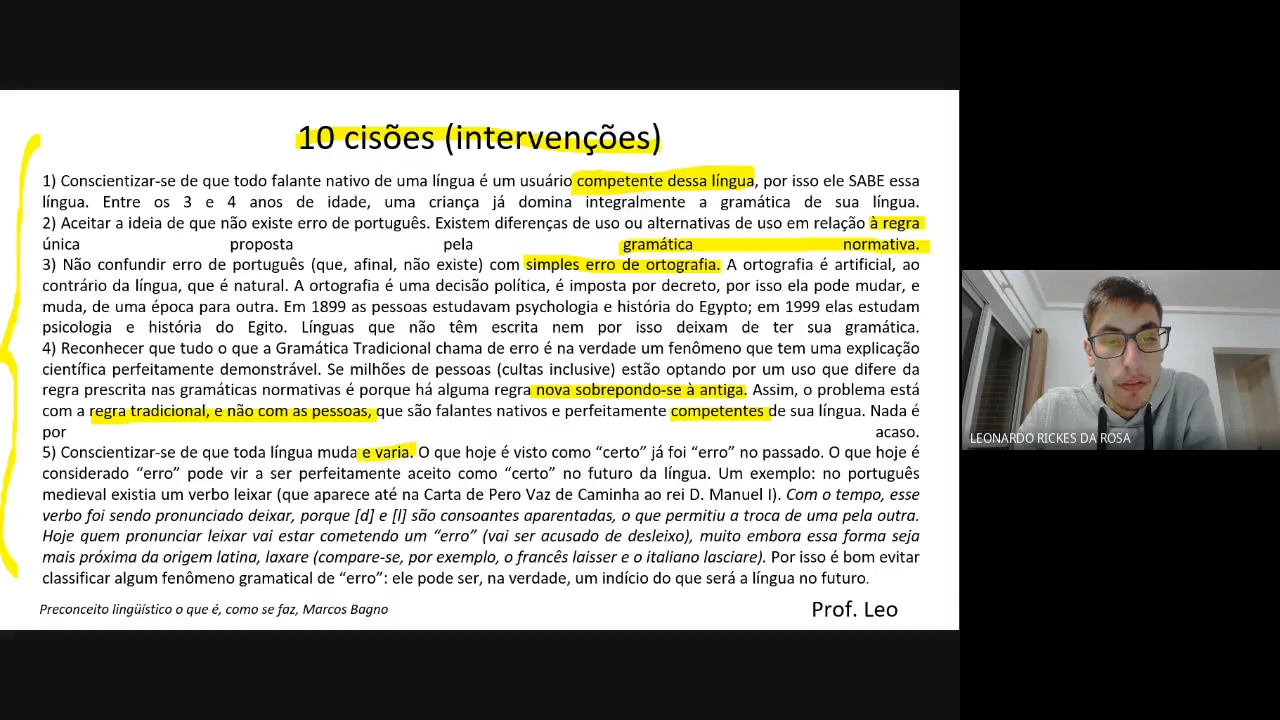 10 cisões (intervenções)
1) Conscientizar-se de que todo falante nativo de uma língua é um usuário competente dessa língua, por isso ele SABE essa
língua. Entre os 3 e 4 anos de idade, uma criança já domina integralmente a gramática de sua língua.
2) Aceitar a ideia de que não existe erro de português. Existem diferenças de uso ou alternativas de uso em relação à regra
única proposta pela gramática normativa.
3) Não confundir erro de português (que, afinal, não existe) com simples erro de ortografia. A ortografia é artificial, ao
contrário da língua, que é natural. A ortografia é uma decisão política, é imposta por decreto, por isso ela pode mudar, e
muda, de uma época para outra. Em 1899 as pessoas estudavam psychologia e história do Egypto; em 1999 elas estudam
psicologia e história do Egito. Línguas que não têm escrita nem por isso deixam de ter sua gramática.
4) Reconhecer que tudo o que a Gramática Tradicional chama de erro é na verdade um fenômeno que tem uma explicação
científica perfeitamente demonstrável. Se milhões de pessoas (cultas inclusive) estão optando por um uso que difere da
regra prescrita nas gramáticas normativas é porque há alguma regra nova sobrepondo-se à antiga. Assim, o problema está
com a regra tradicional, e não com as pessoas, que são falantes nativos e perfeitamente competentes de sua língua. Nada é
por acaso.
5) Conscientizar-se de que toda língua muda e varia. O que hoje é visto como “certo” já foi “erro” no passado. O que hoje é
considerado “erro” pode vir a ser perfeitamente aceito como “certo” no futuro da língua. Um exemplo: no português
medieval existia um verbo leixar (que aparece até na Carta de Pero Vaz de Caminha ao rei D. Manuel I). Com o tempo, esse
verbo foi sendo pronunciado deixar, porque [d] e [l] são consoantes aparentadas, o que permitiu a troca de uma pela outra.
Hoje quem pronunciar leixar vai estar cometendo um “erro” (vai ser acusado de desleixo), muito embora essa forma seja
mais próxima da origem latina, laxare (compare-se, por exemplo, o francês laisser e o italiano lasciare). Por isso é bom evitar
classificar algum fenômeno gramatical de “erro”: ele pode ser, na verdade, um indício do que será a língua no futuro.
Preconceito lingüístico o que é, como se faz, Marcos Bagno
Prof. Leo
LEONARDO RICKES DA ROSA